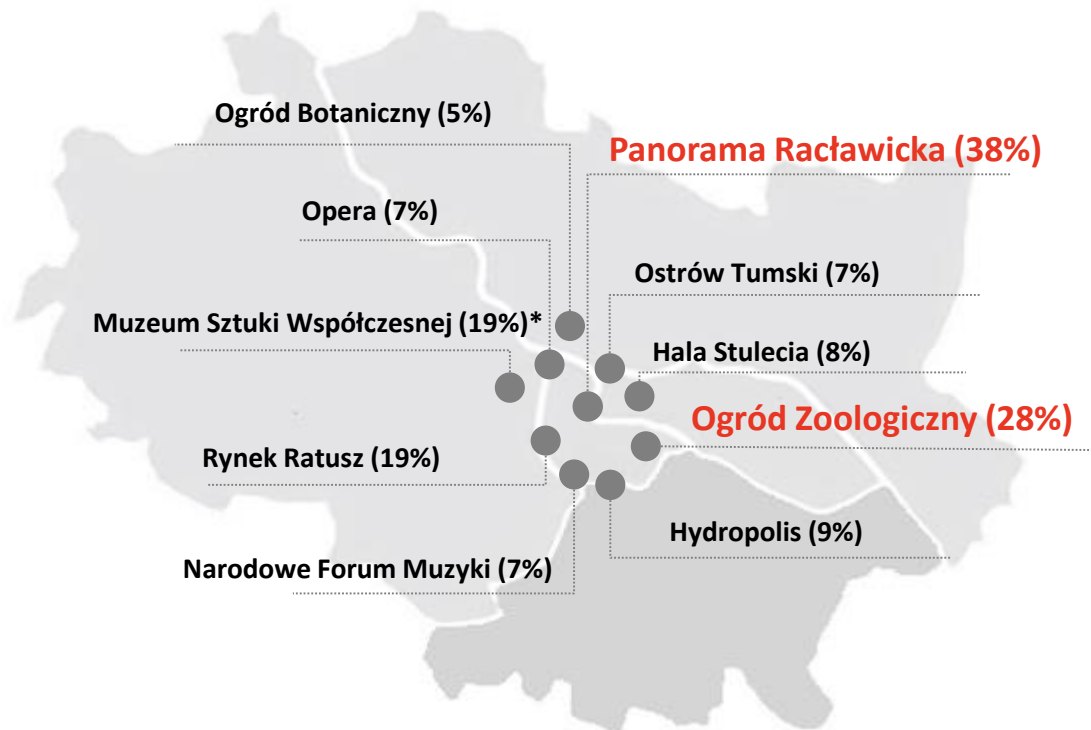 Ogród Botaniczny (5%)
Panorama Racławicka (38%)
Opera (7%)
Ostrów Tumski (7%)
Muzeum Sztuki Współczesnej (19%)*
Hala Stulecia (8%)
Ogród Zoologiczny (28%)
Rynek Ratusz (19%)
Hydropolis (9%)
Narodowe Forum Muzyki (7%)